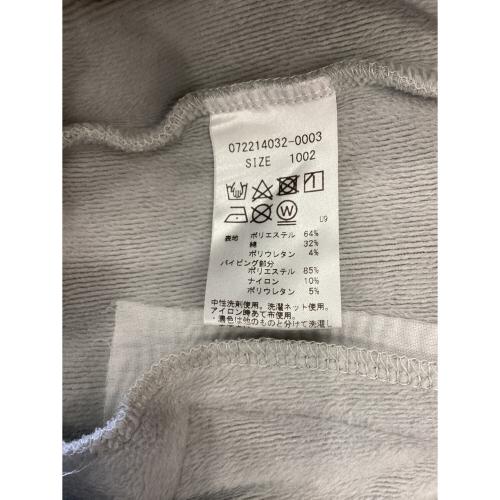 072214032-0003
SIZE 1002
W
U9
表地 ポリエステル 64%
綿 32%
ポリウレタン 4%
パイピング部分
ポリエステル 85%
ナイロン 10%
ポリウレタン 5%
中性洗剤使用。洗濯ネット使用。
アイロン時あて布使用。
・濃色は他のものと分けて洗濯し